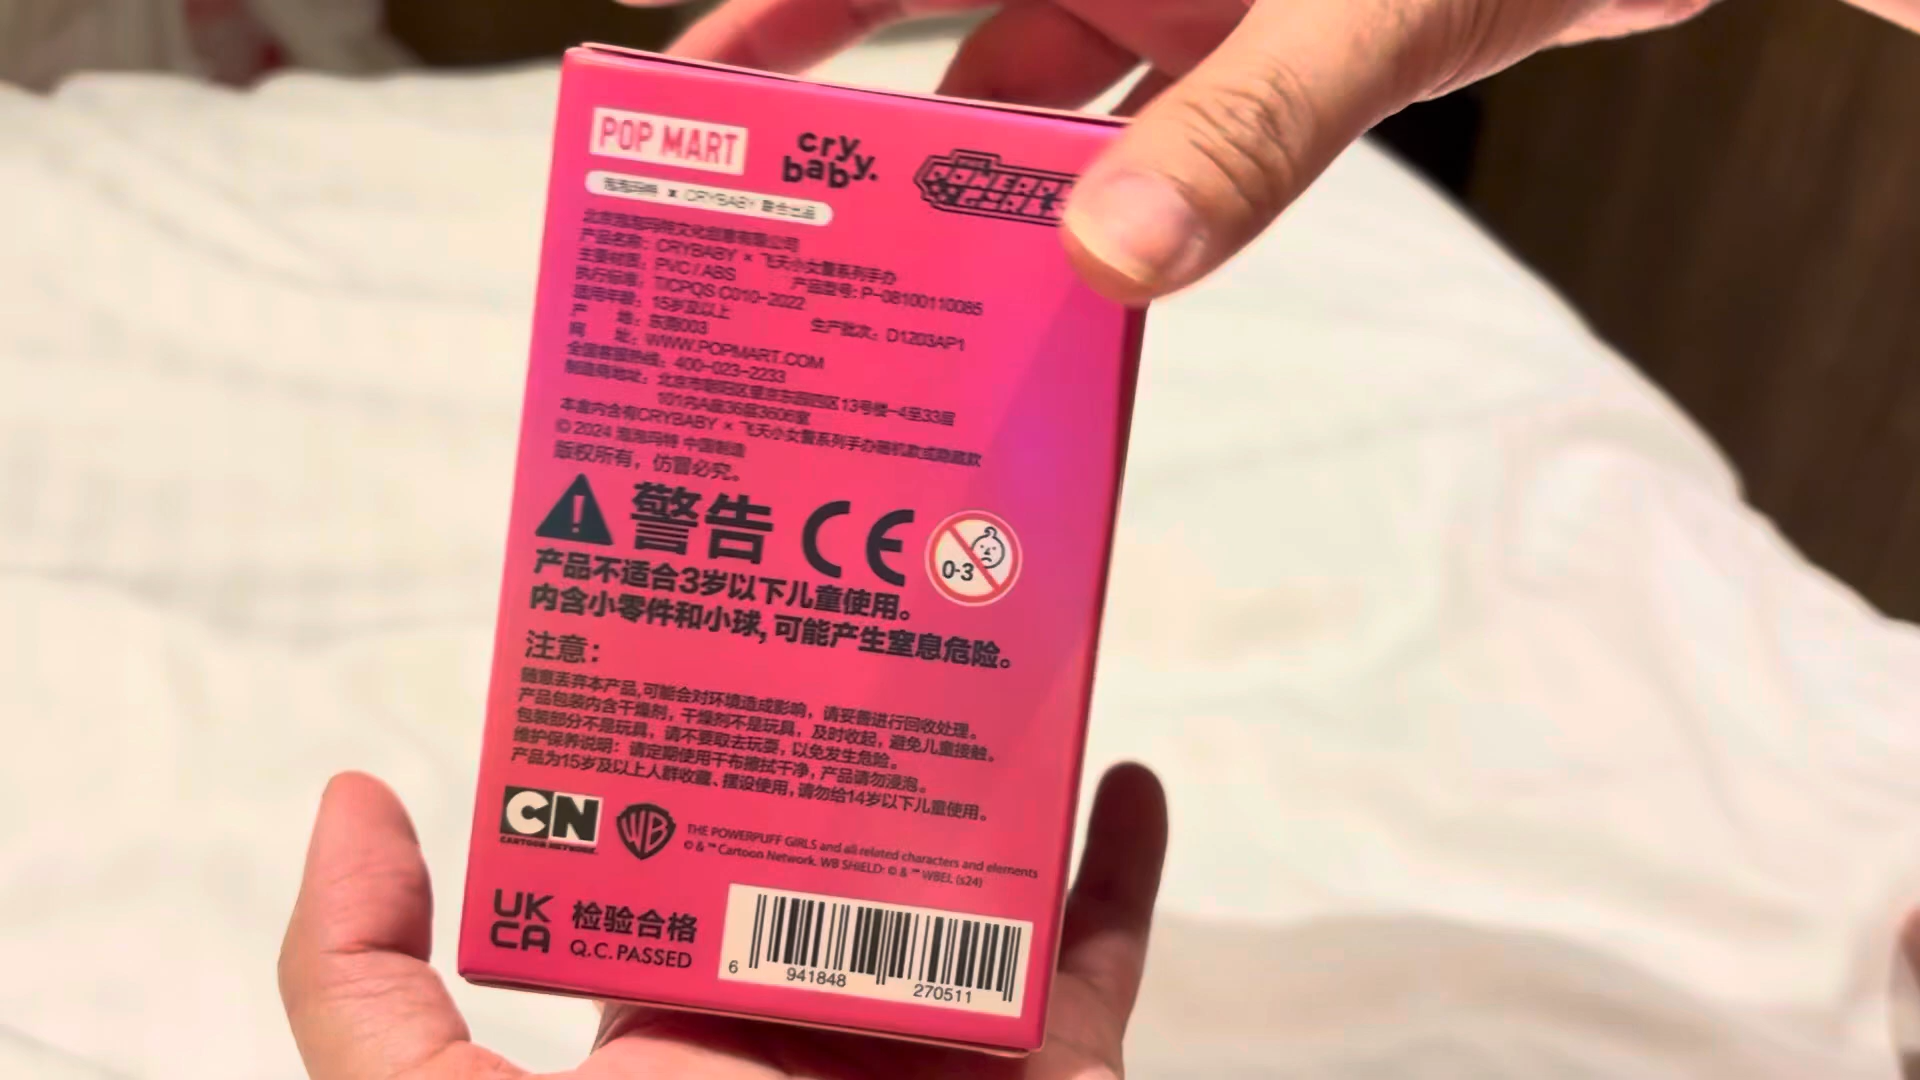 POP MART
cry baby.
THE POWERPUFF GIRLS
泡泡玛特 × CRYBABY 联合出品
北京泡泡玛特文化创意有限公司
产品名称：CRYBABY × 飞天小女警系列手办
主要材质：PVC / ABS 产品型号: P-08100110085
执行标准：T/CPQS C010-2022
适用年龄：15岁及以上 生产批次：D1203AP1
产 地：东莞003
网 址：WWW.POPMART.COM
全国客服热线：400-023-2233
制造商地址：北京市朝阳区望京东园四区13号楼-4至33层
101内A座36层3606室
本盒内含有CRYBABY × 飞天小女警系列手办随机款或隐藏款
© 2024 泡泡玛特 中国制造
版权所有，仿冒必究。
警告 CE 0-3
产品不适合3岁以下儿童使用。
内含小零件和小球, 可能产生窒息危险。
注意：
随意丢弃本产品,可能会对环境造成影响，请妥善进行回收处理。
产品包装内含干燥剂，干燥剂不是玩具，及时收起，避免儿童接触。
包装部分不是玩具，请不要取去玩耍，以免发生危险。
维护保养说明：请定期使用干布擦拭干净，产品请勿浸泡。
产品为15岁及以上人群收藏、摆设使用，请勿给14岁以下儿童使用。
CN
CARTOON NETWORK
WB
THE POWERPUFF GIRLS and all related characters and elements
© & ™ Cartoon Network. WB SHIELD: © & ™ WBEI. (s24)
UK
CA
检验合格
Q.C.PASSED
6 941848 270511